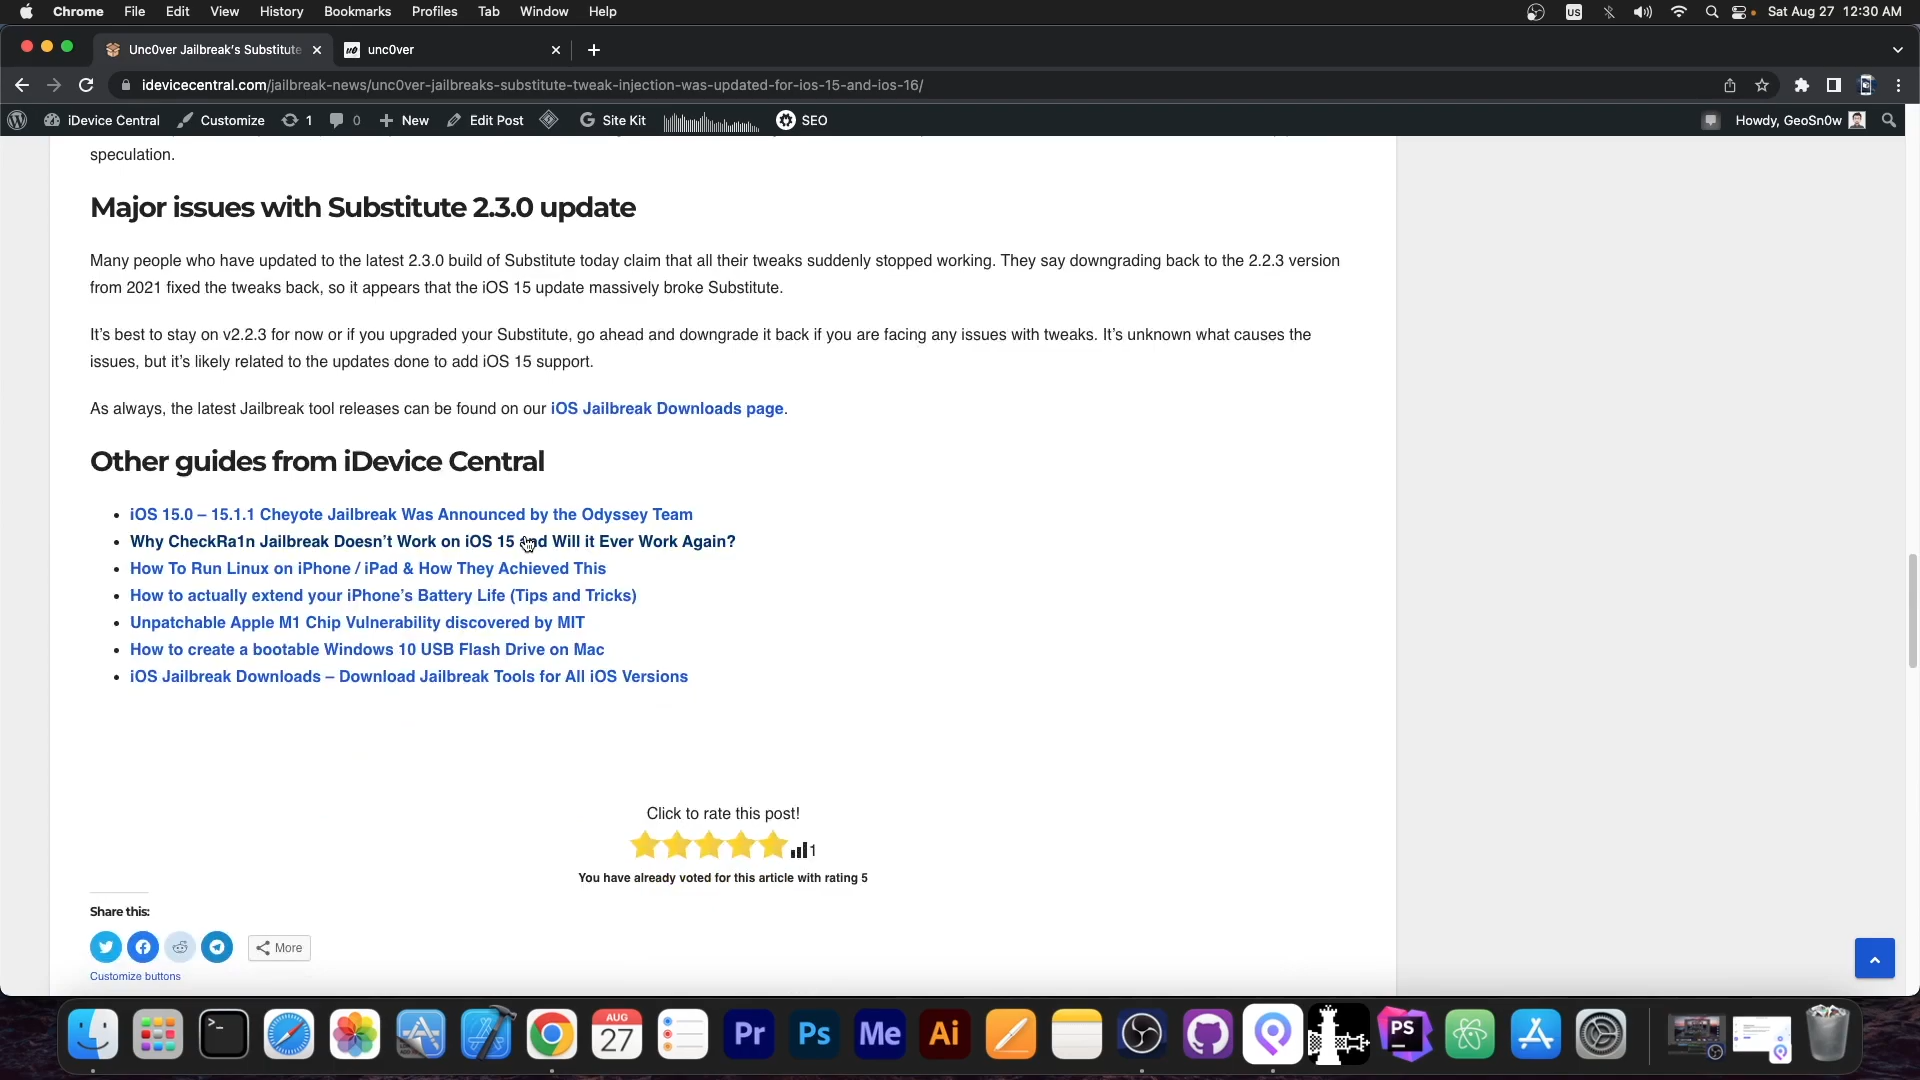 Chrome File Edit View History Bookmarks Profiles Tab Window Help US Sat Aug 27 12:30 AM
Unc0ver Jailbreak's Substitute unc0ver
idevicecentral.com/jailbreak-news/unc0ver-jailbreaks-substitute-tweak-injection-was-updated-for-ios-15-and-ios-16/
iDevice Central Customize 1 0 New Edit Post Site Kit SEO Howdy, GeoSn0w
speculation.
Major issues with Substitute 2.3.0 update
Many people who have updated to the latest 2.3.0 build of Substitute today claim that all their tweaks suddenly stopped working. They say downgrading back to the 2.2.3 version
from 2021 fixed the tweaks back, so it appears that the iOS 15 update massively broke Substitute.
It's best to stay on v2.2.3 for now or if you upgraded your Substitute, go ahead and downgrade it back if you are facing any issues with tweaks. It's unknown what causes the
issues, but it's likely related to the updates done to add iOS 15 support.
As always, the latest Jailbreak tool releases can be found on our iOS Jailbreak Downloads page.
Other guides from iDevice Central
• iOS 15.0 – 15.1.1 Cheyote Jailbreak Was Announced by the Odyssey Team
• Why CheckRa1n Jailbreak Doesn't Work on iOS 15 and Will it Ever Work Again?
• How To Run Linux on iPhone / iPad & How They Achieved This
• How to actually extend your iPhone's Battery Life (Tips and Tricks)
• Unpatchable Apple M1 Chip Vulnerability discovered by MIT
• How to create a bootable Windows 10 USB Flash Drive on Mac
• iOS Jailbreak Downloads – Download Jailbreak Tools for All iOS Versions
Click to rate this post!
1
You have already voted for this article with rating 5
Share this:
More
Customize buttons
AUG
27 Pr Ps Me Ai PS